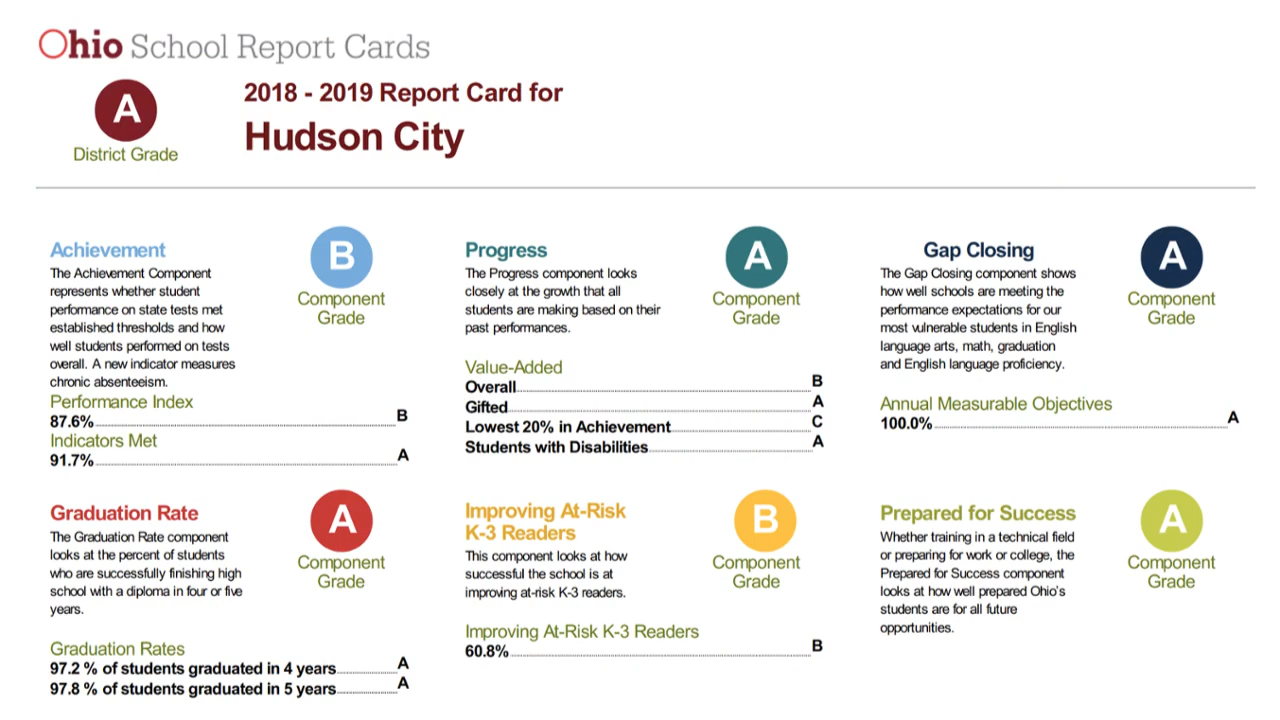 Ohio School Report Cards
A
District Grade
2018 - 2019 Report Card for
Hudson City
Achievement
The Achievement Component
represents whether student
performance on state tests met
established thresholds and how
well students performed on tests
overall. A new indicator measures
chronic absenteeism.
B
Component
Grade
Performance Index
87.6% B
Indicators Met
91.7% A
Progress
The Progress component looks
closely at the growth that all
students are making based on their
past performances.
A
Component
Grade
Value-Added
Overall B
Gifted A
Lowest 20% in Achievement C
Students with Disabilities A
Gap Closing
The Gap Closing component shows
how well schools are meeting the
performance expectations for our
most vulnerable students in English
language arts, math, graduation
and English language proficiency.
A
Component
Grade
Annual Measurable Objectives
100.0% A
Graduation Rate
The Graduation Rate component
looks at the percent of students
who are successfully finishing high
school with a diploma in four or five
years.
A
Component
Grade
Graduation Rates
97.2 % of students graduated in 4 years A
97.8 % of students graduated in 5 years A
Improving At-Risk
K-3 Readers
This component looks at how
successful the school is at
improving at-risk K-3 readers.
B
Component
Grade
Improving At-Risk K-3 Readers
60.8% B
Prepared for Success
Whether training in a technical field
or preparing for work or college, the
Prepared for Success component
looks at how well prepared Ohio's
students are for all future
opportunities.
A
Component
Grade